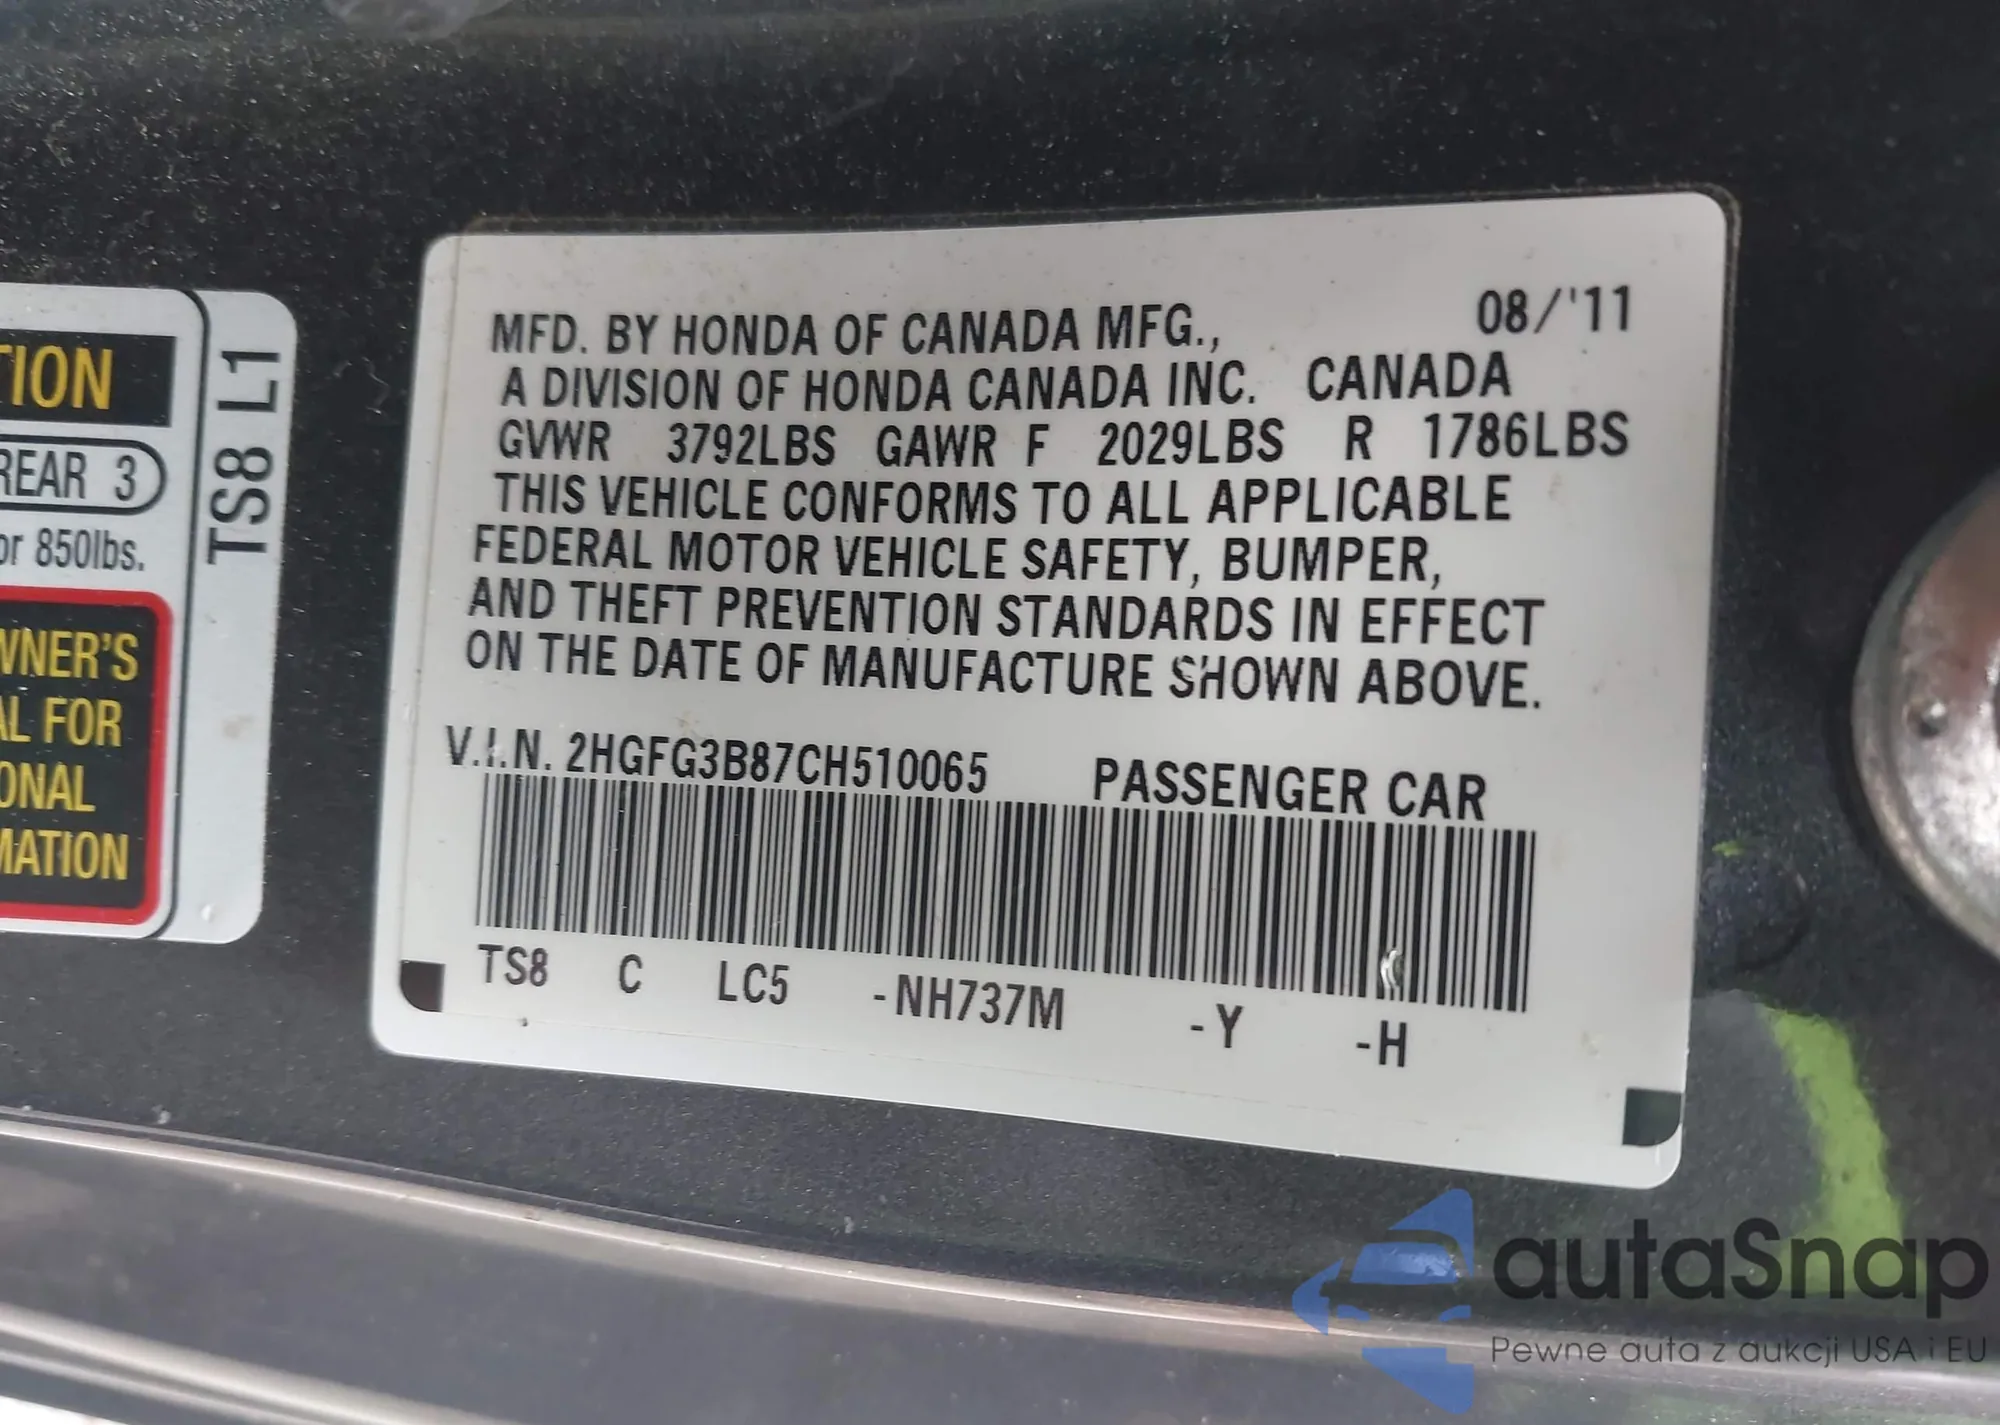 TION
REAR 3
or 850lbs.
WNER'S
AL FOR
ONAL
MATION
TS8 L1
08/'11
MFD. BY HONDA OF CANADA MFG.,
A DIVISION OF HONDA CANADA INC. CANADA
GVWR 3792LBS GAWR F 2029LBS R 1786LBS
THIS VEHICLE CONFORMS TO ALL APPLICABLE
FEDERAL MOTOR VEHICLE SAFETY, BUMPER,
AND THEFT PREVENTION STANDARDS IN EFFECT
ON THE DATE OF MANUFACTURE SHOWN ABOVE.
V.I.N. 2HGFG3B87CH510065 PASSENGER CAR
TS8 C LC5 -NH737M -Y -H
autaSnap
Pewne auta z aukcji USA i EU